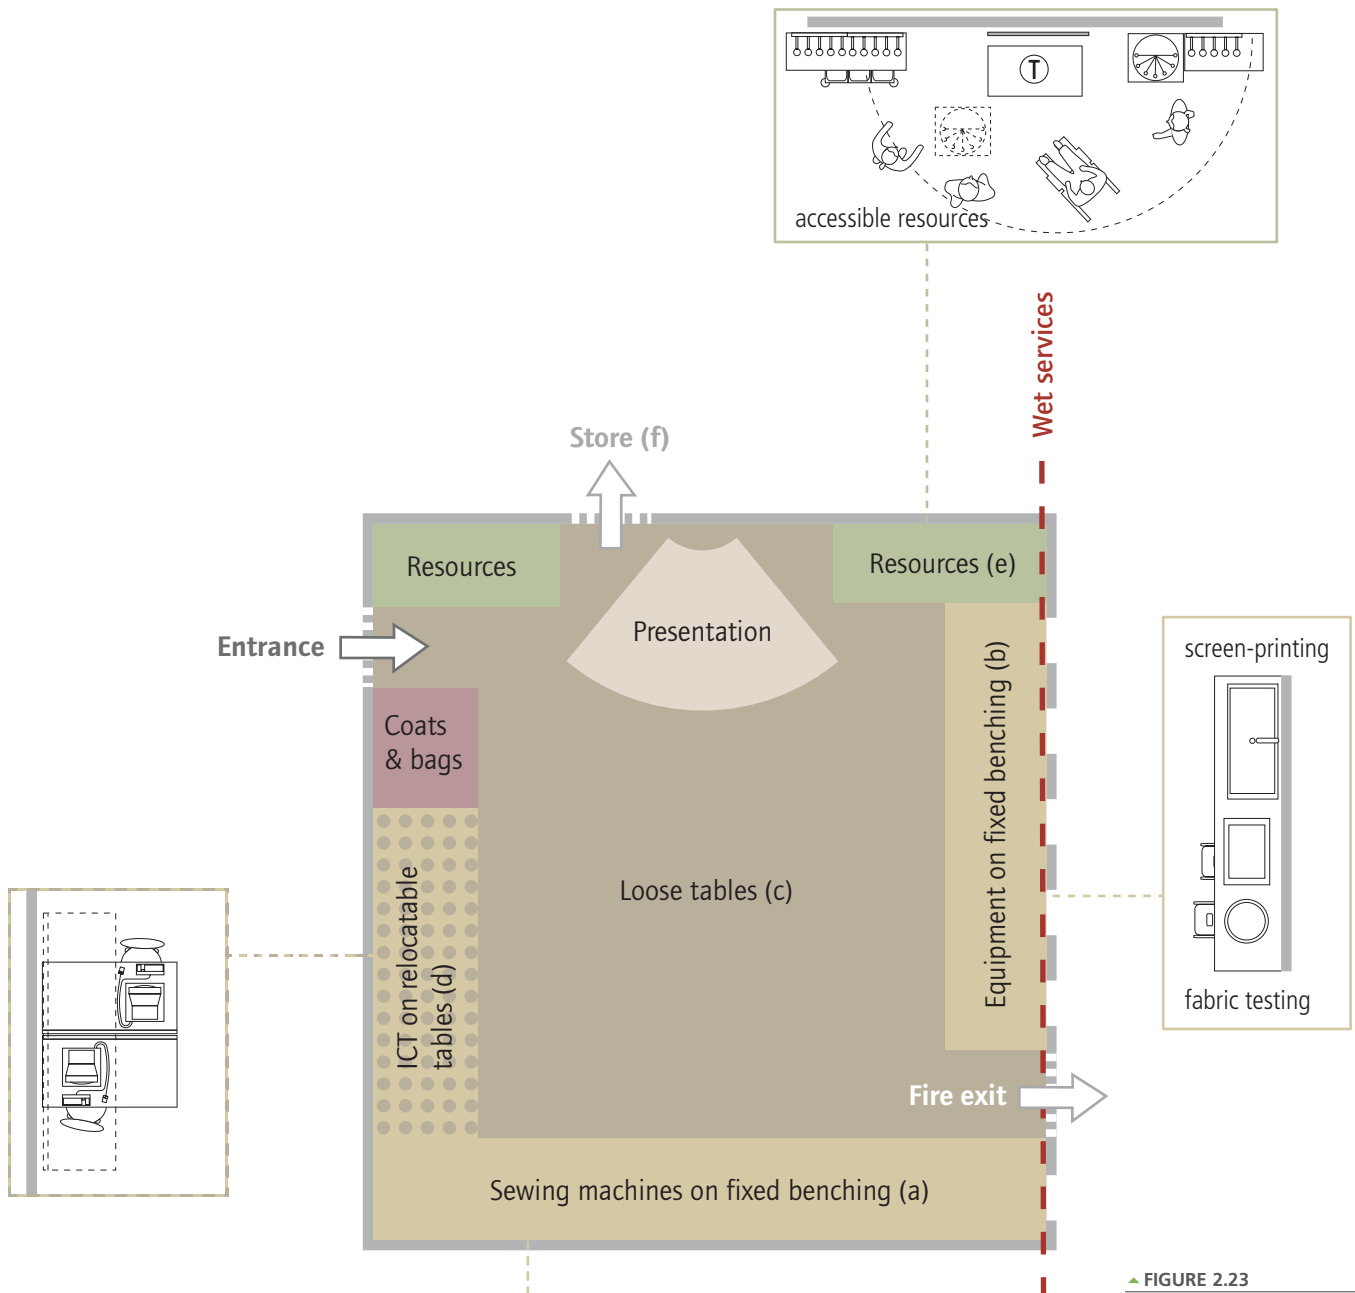 T
accessible resources
Wet services
Store (f)
Resources
Resources (e)
Presentation
Entrance
Coats
& bags
Equipment on fixed benching (b)
screen-printing
fabric testing
Loose tables (c)
ICT on relocatable
tables (d)
Fire exit
Sewing machines on fixed benching (a)
FIGURE 2.23